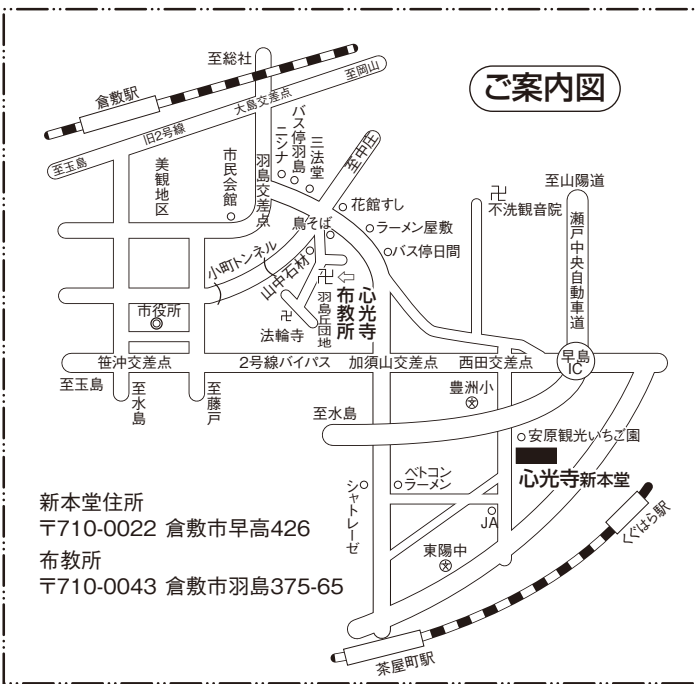 ご案内図
至総社
至岡山
倉敷駅
大島交差点
旧2号線
至玉島
美観地区
市民会館
羽島交差点
ニシナ
バス停羽島
三法堂
至中庄
花館すし
ラーメン屋敷
バス停日間
鳥そば
小町トンネル
山中石材
卍
⇦
心光寺
布教所
羽島丘団地
卍
法輪寺
卍
不洗観音院
至山陽道
瀬戸中央自動車道
市役所
笹沖交差点
2号線バイパス
加須山交差点
西田交差点
早島
IC
至玉島
至水島
至藤戸
豊洲小
文
至水島
安原観光いちご園
心光寺新本堂
シャトレーゼ
ベトコン
ラーメン
JA
東陽中
文
くぐはら駅
茶屋町駅
新本堂住所
〒710-0022 倉敷市早高426
布教所
〒710-0043 倉敷市羽島375-65